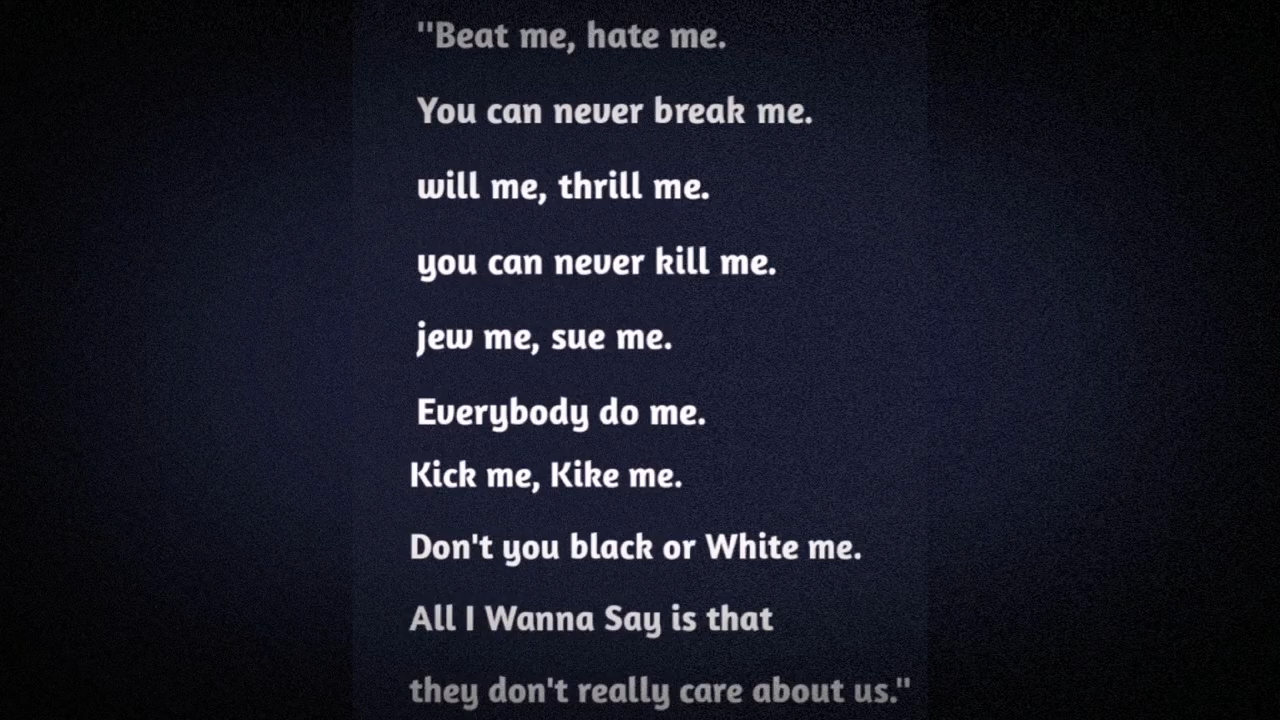 "Beat me, hate me.
You can never break me.
will me, thrill me.
you can never kill me.
jew me, sue me.
Everybody do me.
Kick me, Kike me.
Don't you black or White me.
All I Wanna Say is that
they don't really care about us."